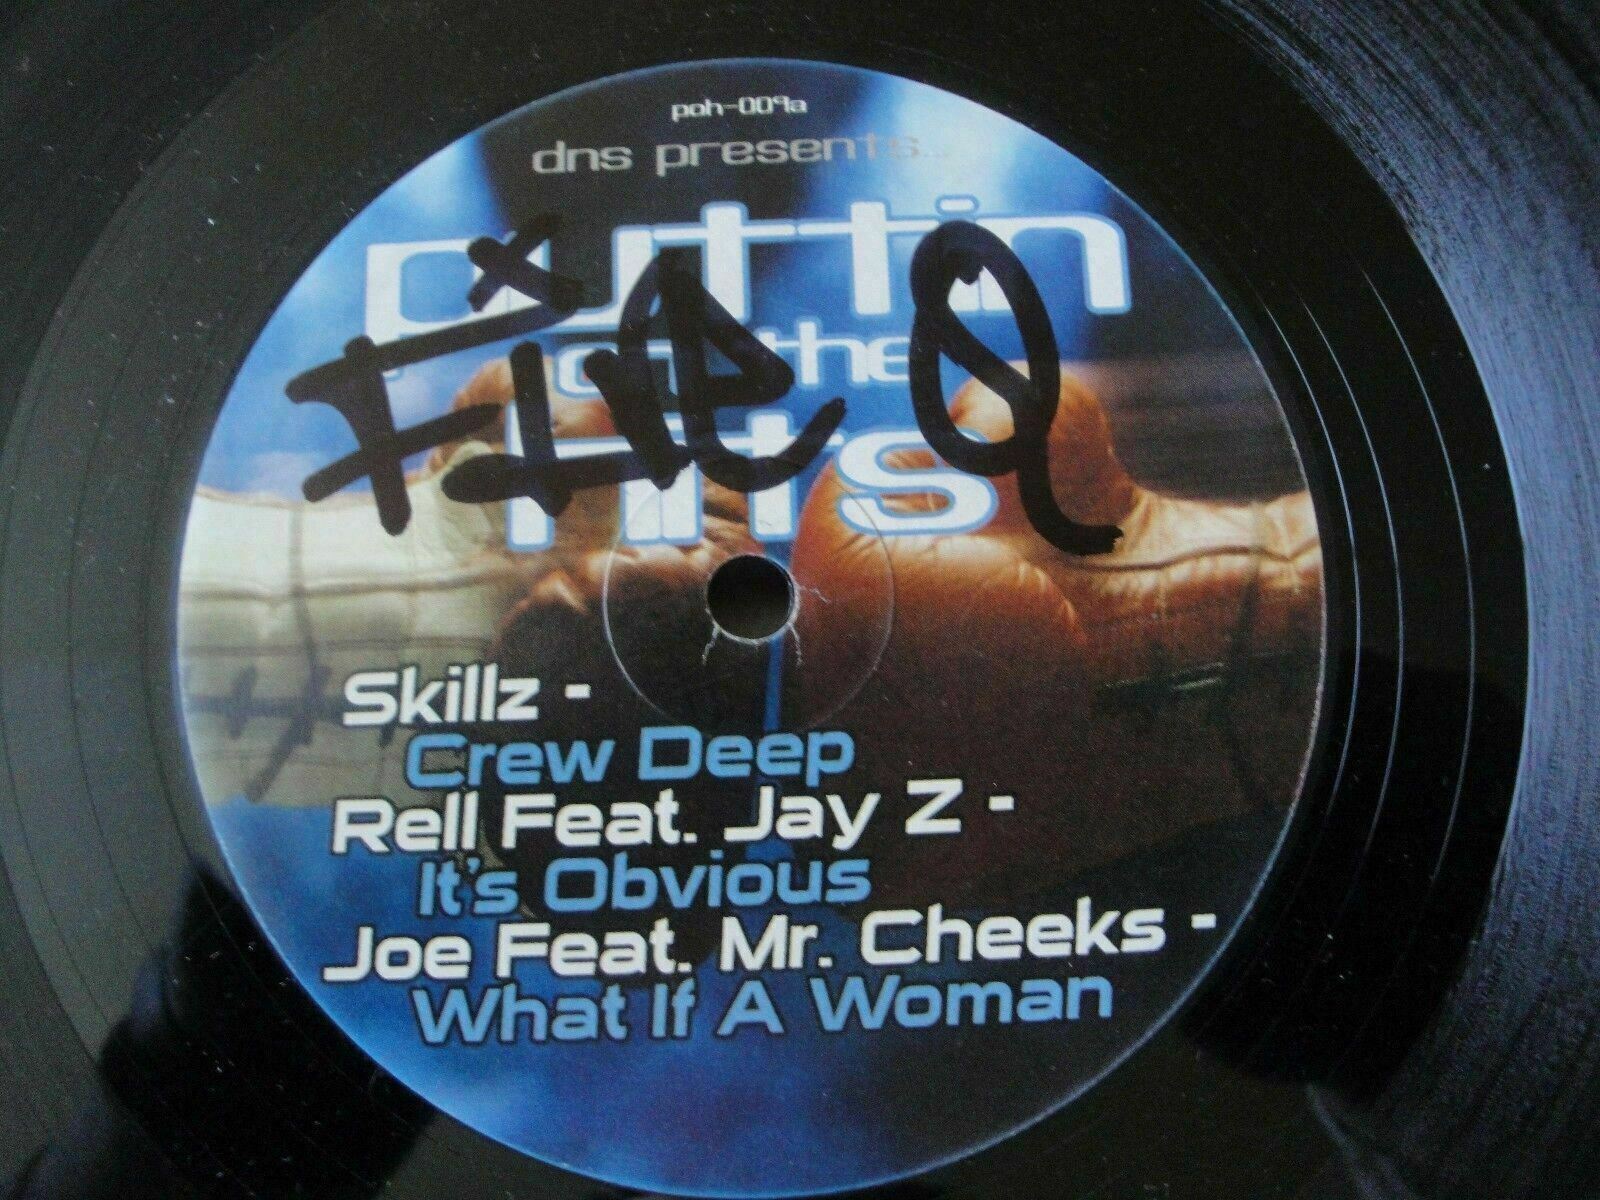 poh-009a
dns presents...
puttin
on the
Hits
Skillz -
Crew Deep
Rell Feat. Jay Z -
It's Obvious
Joe Feat. Mr. Cheeks -
What If A Woman